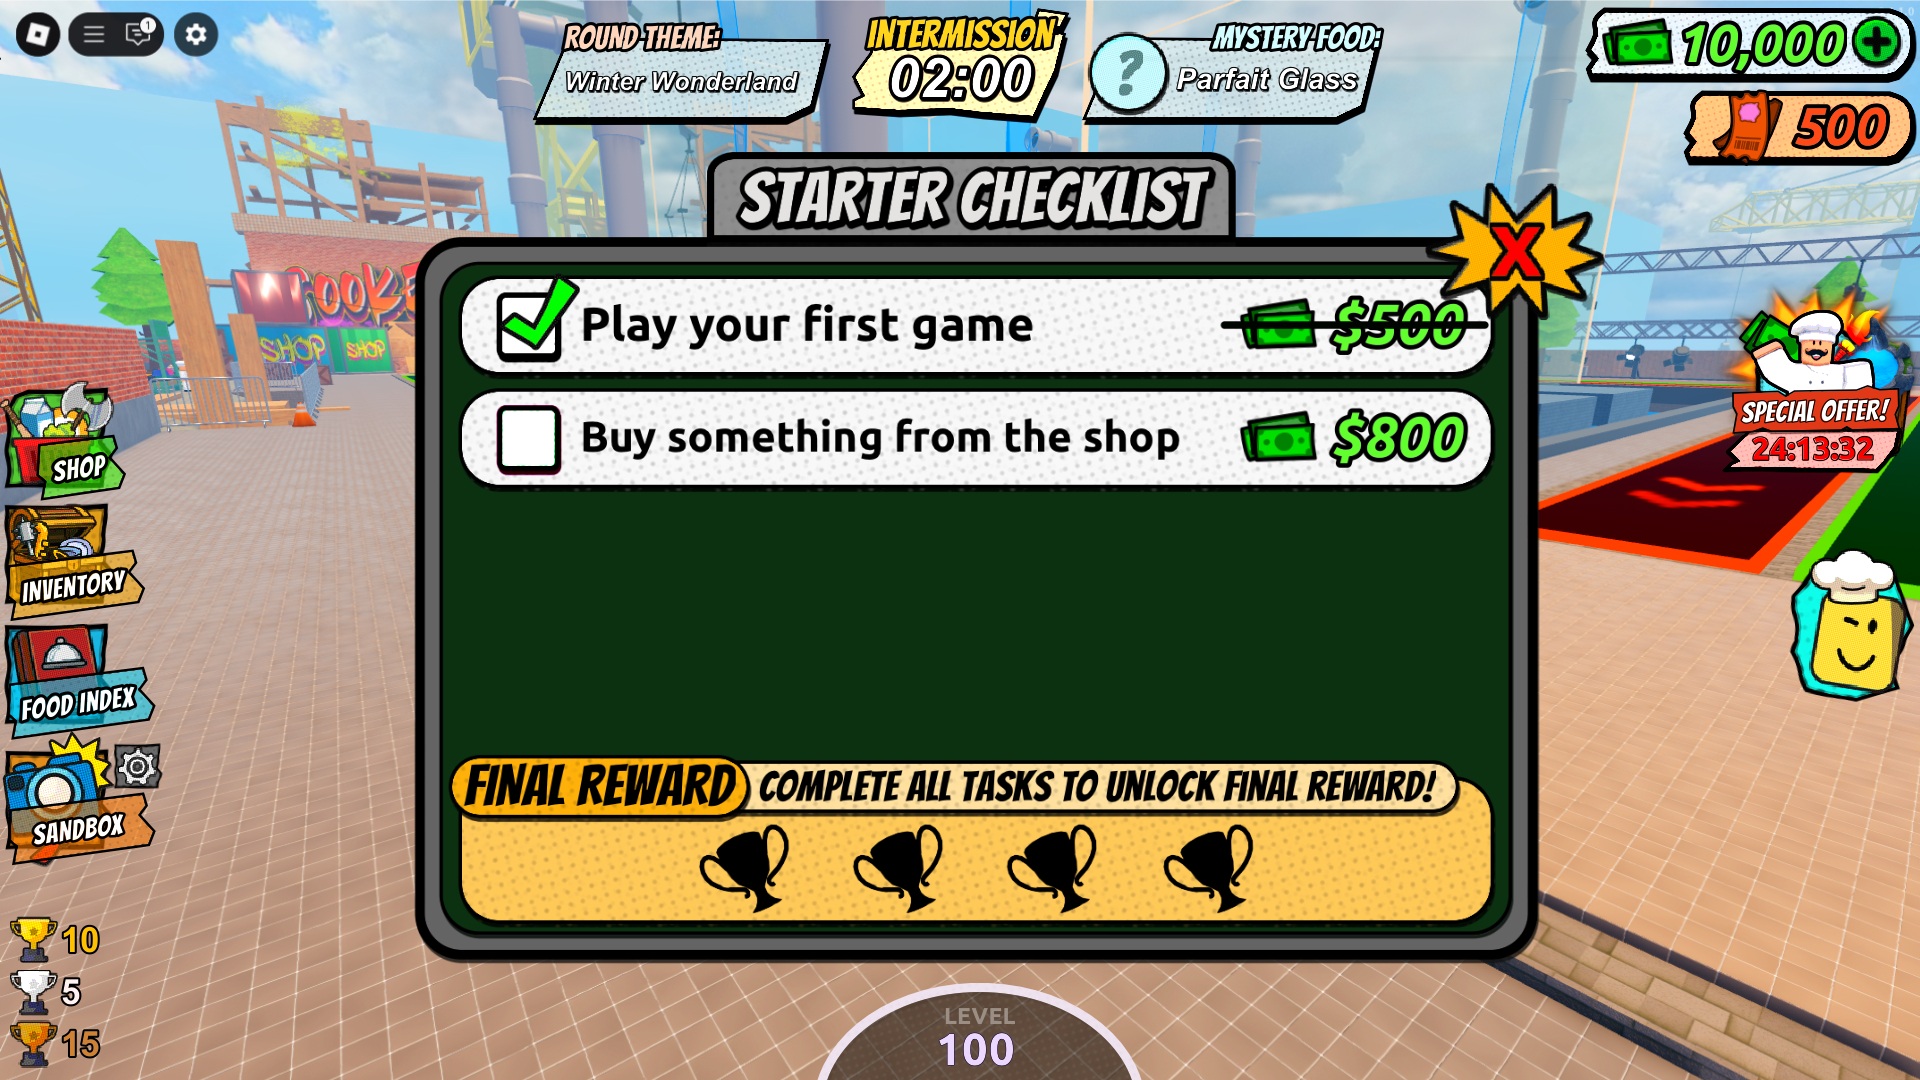 1
ROUND THEME:
Winter Wonderland
INTERMISSION
02:00
MYSTERY FOOD:
?
Parfait Glass
10,000
500
STARTER CHECKLIST
X
Play your first game
$500
Buy something from the shop
$800
FINAL REWARD
COMPLETE ALL TASKS TO UNLOCK FINAL REWARD!
SHOP
SHOP
SHOP
INVENTORY
FOOD INDEX
SANDBOX
SPECIAL OFFER!
24:13:32
10
5
15
LEVEL
100